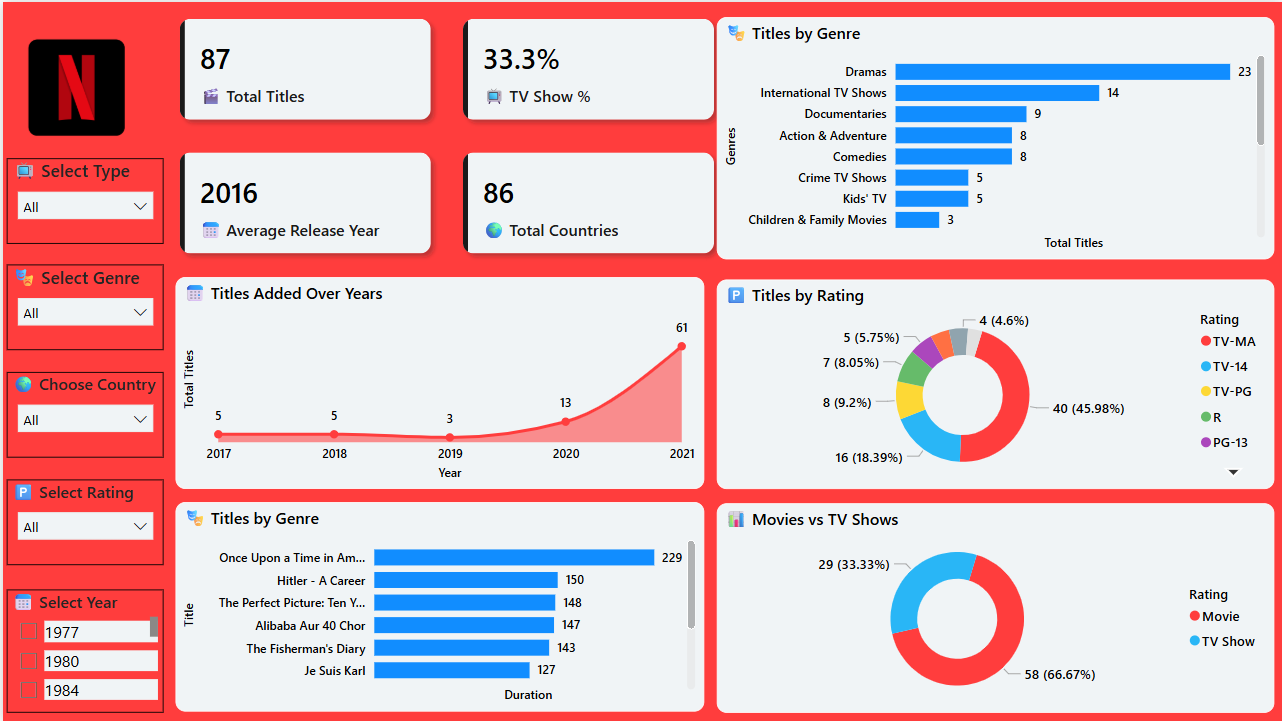 N
Select Type
All
Select Genre
All
Choose Country
All
Select Rating
All
Select Year
1977
1980
1984
87
Total Titles
33.3%
TV Show %
2016
Average Release Year
86
Total Countries
Titles by Genre
Genres
Dramas 23
International TV Shows 14
Documentaries 9
Action & Adventure 8
Comedies 8
Crime TV Shows 5
Kids' TV 5
Children & Family Movies 3
Total Titles
Titles Added Over Years
Total Titles
5 5 3 13 61
2017 2018 2019 2020 2021
Year
P Titles by Rating
4 (4.6%)
5 (5.75%)
7 (8.05%)
8 (9.2%)
40 (45.98%)
16 (18.39%)
Rating
TV-MA
TV-14
TV-PG
R
PG-13
Titles by Genre
Title
Once Upon a Time in Am... 229
Hitler - A Career 150
The Perfect Picture: Ten Y... 148
Alibaba Aur 40 Chor 147
The Fisherman's Diary 143
Je Suis Karl 127
Duration
Movies vs TV Shows
29 (33.33%)
58 (66.67%)
Rating
Movie
TV Show